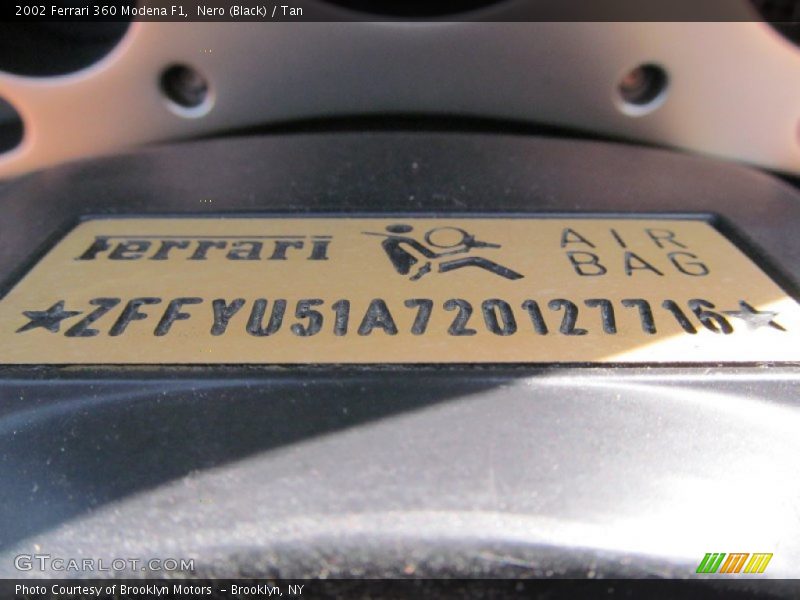 2002 Ferrari 360 Modena F1,  Nero (Black) / Tan
Ferrari AIR
BAG
★ZFFYU51A720127716★
GTCARLOT.COM
Photo Courtesy of Brooklyn Motors  – Brooklyn, NY